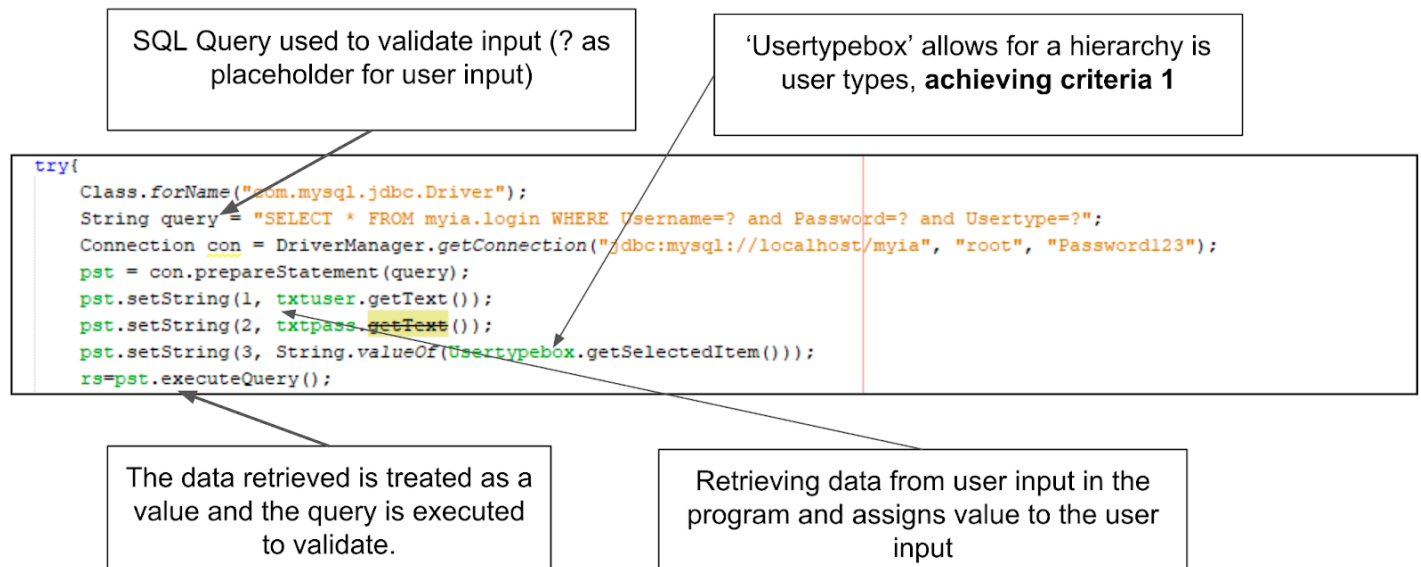 SQL Query used to validate input (? as
placeholder for user input)
‘Usertypebox’ allows for a hierarchy is
user types, achieving criteria 1
try{
Class.forName("com.mysql.jdbc.Driver");
String query = "SELECT * FROM myia.login WHERE Username=? and Password=? and Usertype=?";
Connection con = DriverManager.getConnection("jdbc:mysql://localhost/myia", "root", "Password123");
pst = con.prepareStatement(query);
pst.setString(1, txtuser.getText());
pst.setString(2, txtpass.getText());
pst.setString(3, String.valueOf(Usertypebox.getSelectedItem()));
rs=pst.executeQuery();
The data retrieved is treated as a
value and the query is executed
to validate.
Retrieving data from user input in the
program and assigns value to the user
input